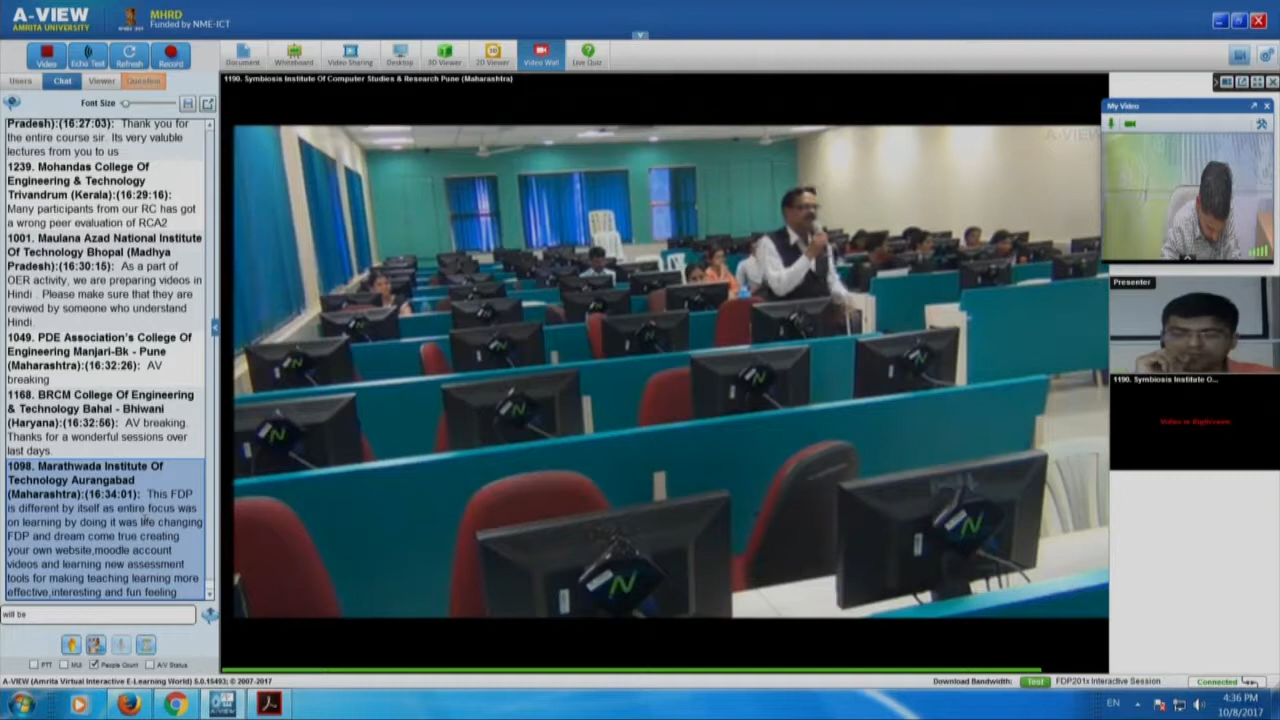 A-VIEW
AMRITA UNIVERSITY
MHRD
Funded by NME-ICT
Video
Echo Test
Refresh
Record
Document
Whiteboard
Video Sharing
Desktop
3D Viewer
2D Viewer
Video Wall
Live Quiz
Users
Chat
Viewer
Question
Font Size
1190. Symbiosis Institute Of Computer Studies & Research Pune (Maharashtra)
Pradesh):(16:27:03): Thank you for
the entire course sir. Its very valuble
lectures from you to us
1239. Mohandas College Of
Engineering & Technology
Trivandrum (Kerala):(16:29:16):
Many participants from our RC has got
a wrong peer evaluation of RCA2
1001. Maulana Azad National Institute
Of Technology Bhopal (Madhya
Pradesh):(16:30:15): As a part of
OER activity, we are preparing videos in
Hindi . Please make sure that they are
reviwed by someone who understand
Hindi.
1049. PDE Association's College Of
Engineering Manjari-Bk - Pune
(Maharashtra):(16:32:26): AV
breaking
1168. BRCM College Of Engineering
& Technology Bahal - Bhiwani
(Haryana):(16:32:56): AV breaking.
Thanks for a wonderful sessions over
last days.
1098. Marathwada Institute Of
Technology Aurangabad
(Maharashtra):(16:34:01): This FDP
is different by itself as entire focus was
on learning by doing it was life changing
FDP and dream come true creating
your own website,moodle account
videos and learning new assessment
tools for making teaching learning more
effective,interesting and fun feeling
will be
PTT
MUI
People Count
A/V Status
A-VIEW
My Video
Presenter
1190. Symbiosis Institute O...
Video in Fullscreen
A-VIEW (Amrita Virtual Interactive E-Learning World) 5.0.15493; © 2007-2017
Download Bandwidth:
Test
FDP201x Interactive Session
Connected
A-VIEW
EN
4:36 PM
10/8/2017